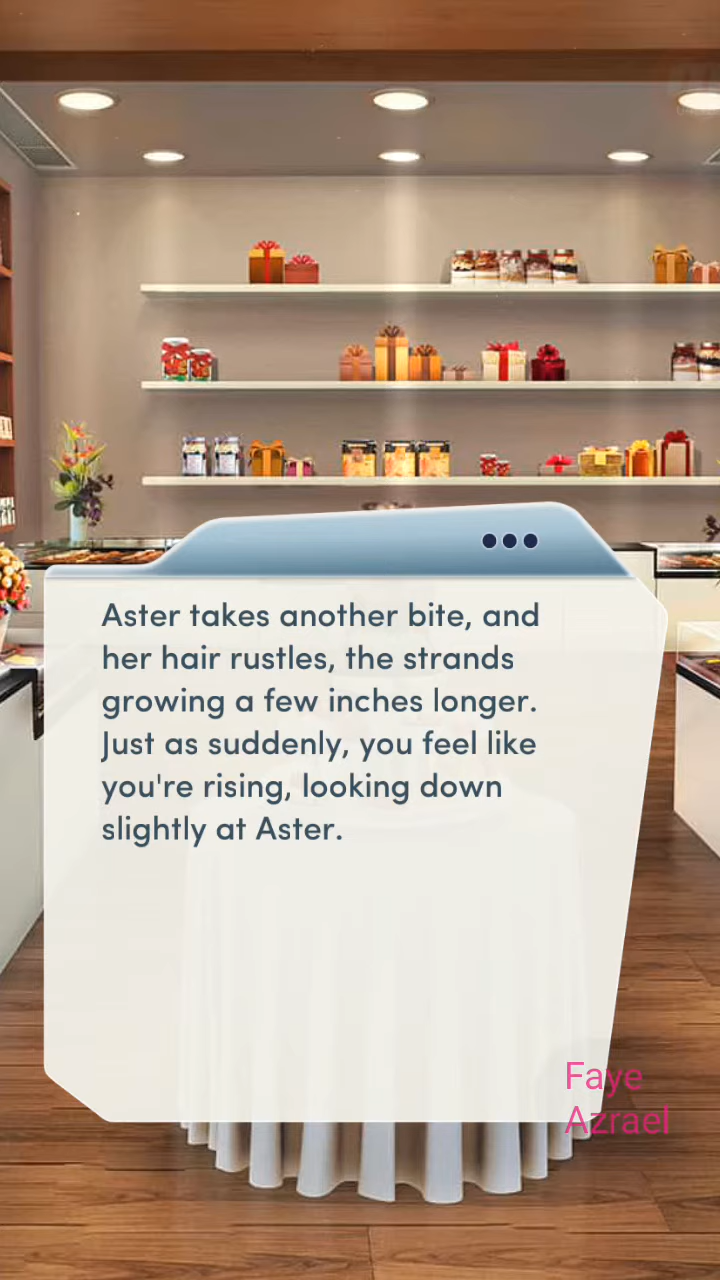 Aster takes another bite, and
her hair rustles, the strands
growing a few inches longer.
Just as suddenly, you feel like
you're rising, looking down
slightly at Aster.
Faye
Azrael